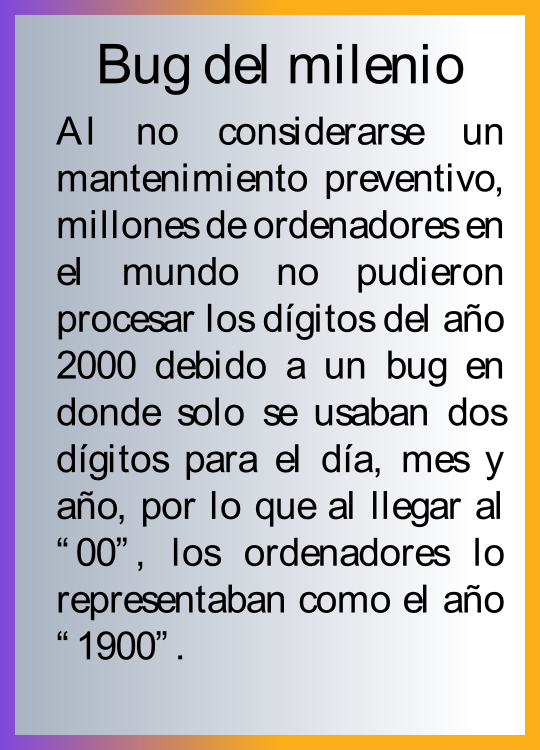 Bug del milenio
Al no considerarse un
mantenimiento preventivo,
millones de ordenadores en
el mundo no pudieron
procesar los dígitos del año
2000 debido a un bug en
donde solo se usaban dos
dígitos para el día, mes y
año, por lo que al llegar al
“00”, los ordenadores lo
representaban como el año
“1900”.